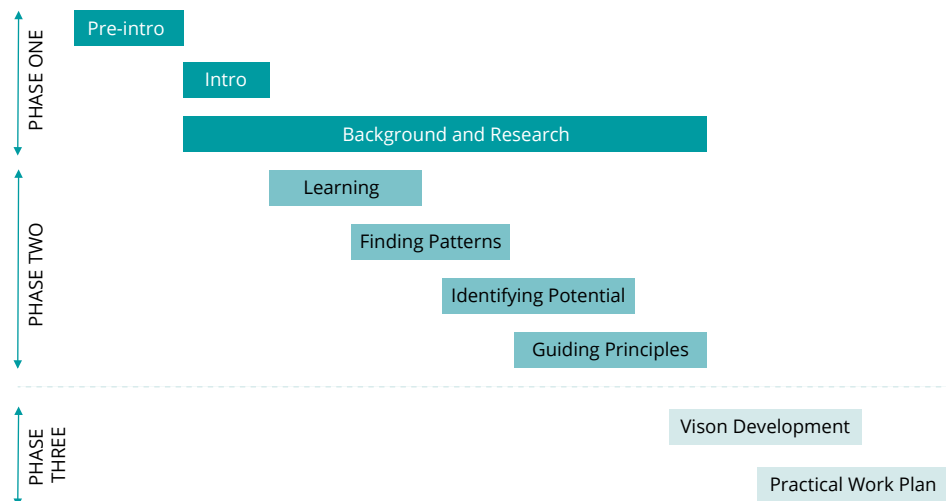 PHASE ONE
Pre-intro
Intro
Background and Research
PHASE TWO
Learning
Finding Patterns
Identifying Potential
Guiding Principles
PHASE
THREE
Vison Development
Practical Work Plan